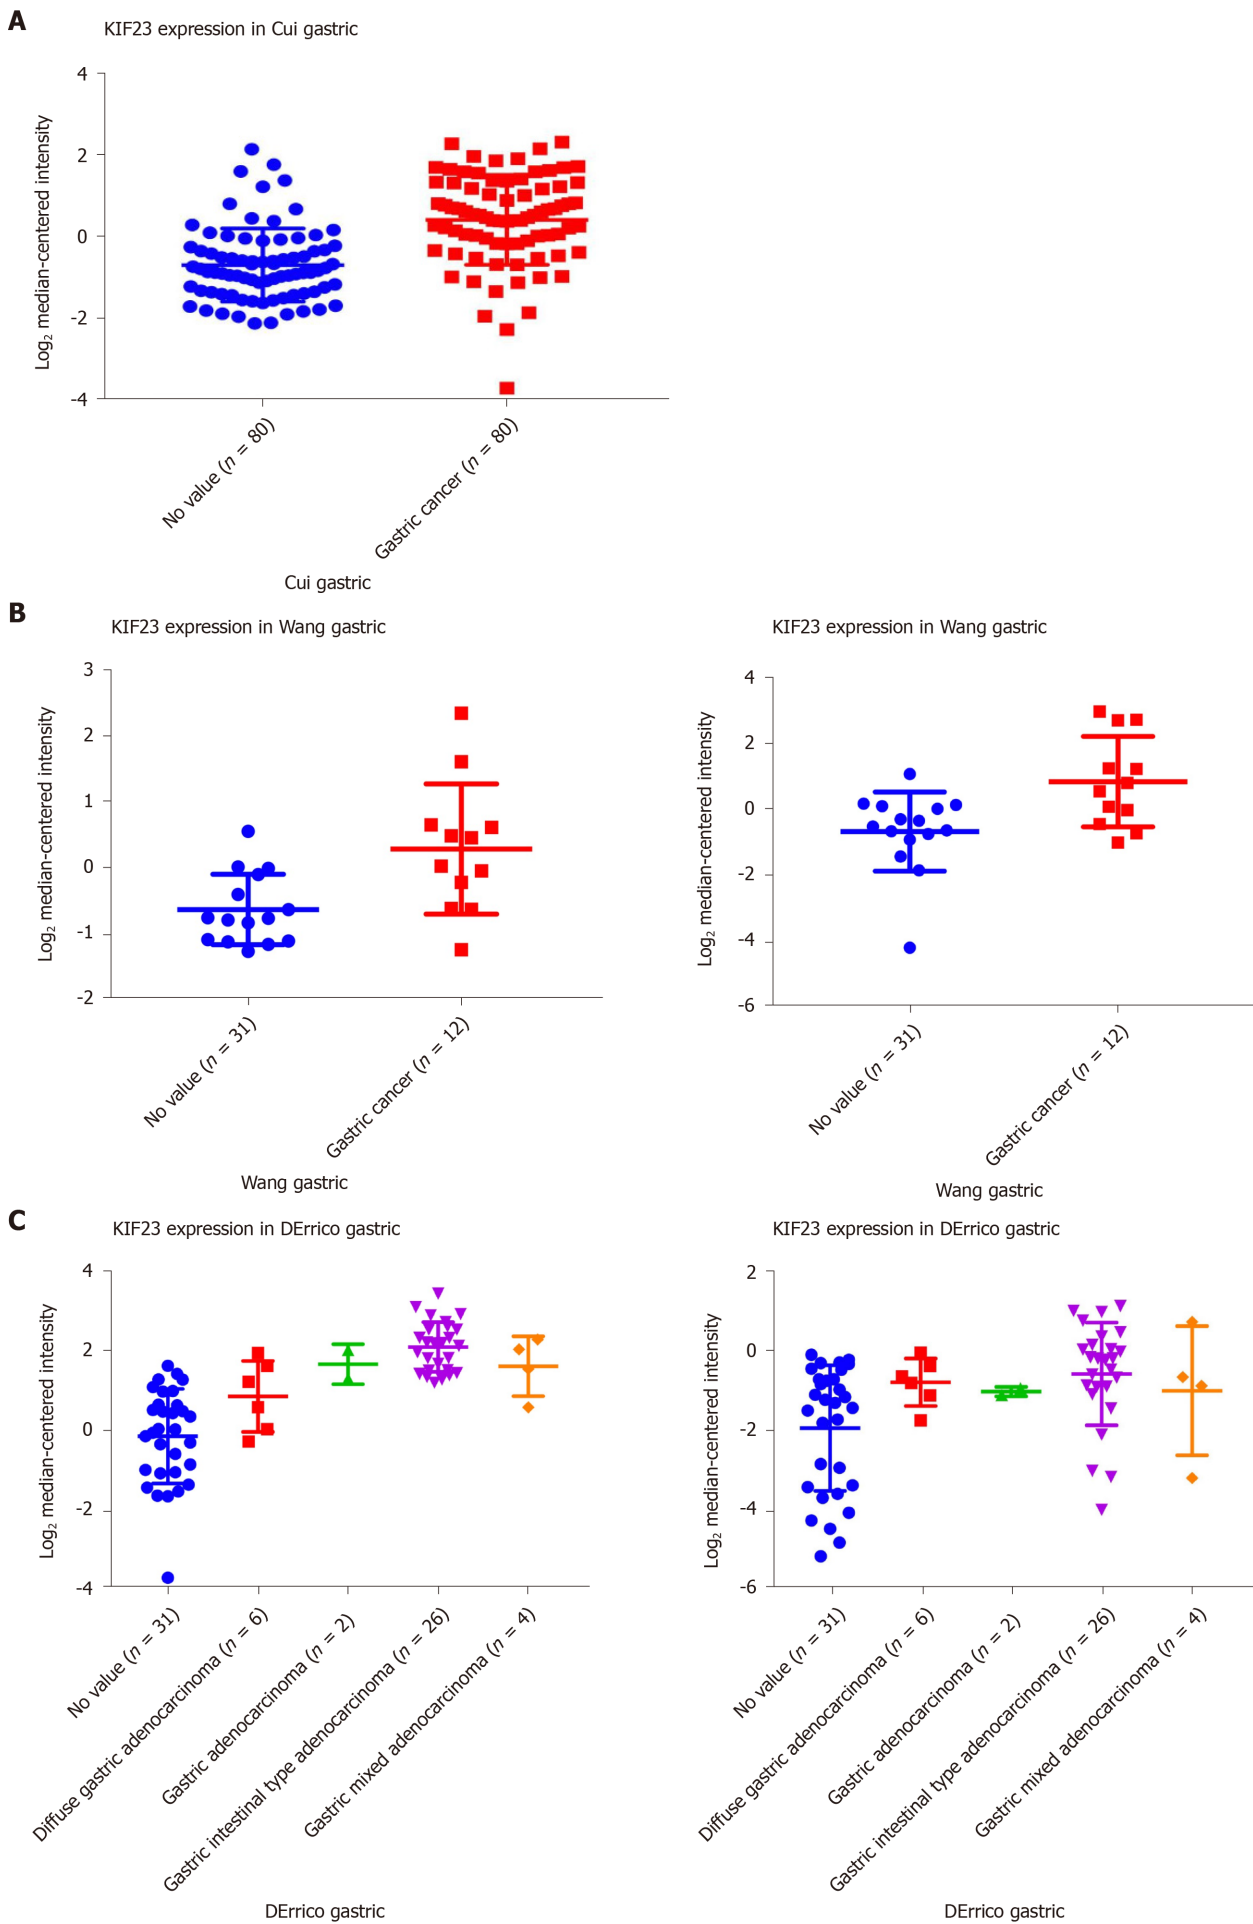 A
KIF23 expression in Cui gastric
Log2 median-centered intensity
4
2
0
-2
-4
No value (n = 80)
Gastric cancer (n = 80)
Cui gastric
B
KIF23 expression in Wang gastric
Log2 median-centered intensity
3
2
1
0
-1
-2
No value (n = 31)
Gastric cancer (n = 12)
Wang gastric
KIF23 expression in Wang gastric
Log2 median-centered intensity
4
2
0
-2
-4
-6
No value (n = 31)
Gastric cancer (n = 12)
Wang gastric
C
KIF23 expression in DErrico gastric
Log2 median-centered intensity
4
2
0
-2
-4
No value (n = 31)
Diffuse gastric adenocarcinoma (n = 6)
Gastric adenocarcinoma (n = 2)
Gastric intestinal type adenocarcinoma (n = 26)
Gastric mixed adenocarcinoma (n = 4)
DErrico gastric
KIF23 expression in DErrico gastric
Log2 median-centered intensity
2
0
-2
-4
-6
No value (n = 31)
Diffuse gastric adenocarcinoma (n = 6)
Gastric adenocarcinoma (n = 2)
Gastric intestinal type adenocarcinoma (n = 26)
Gastric mixed adenocarcinoma (n = 4)
DErrico gastric